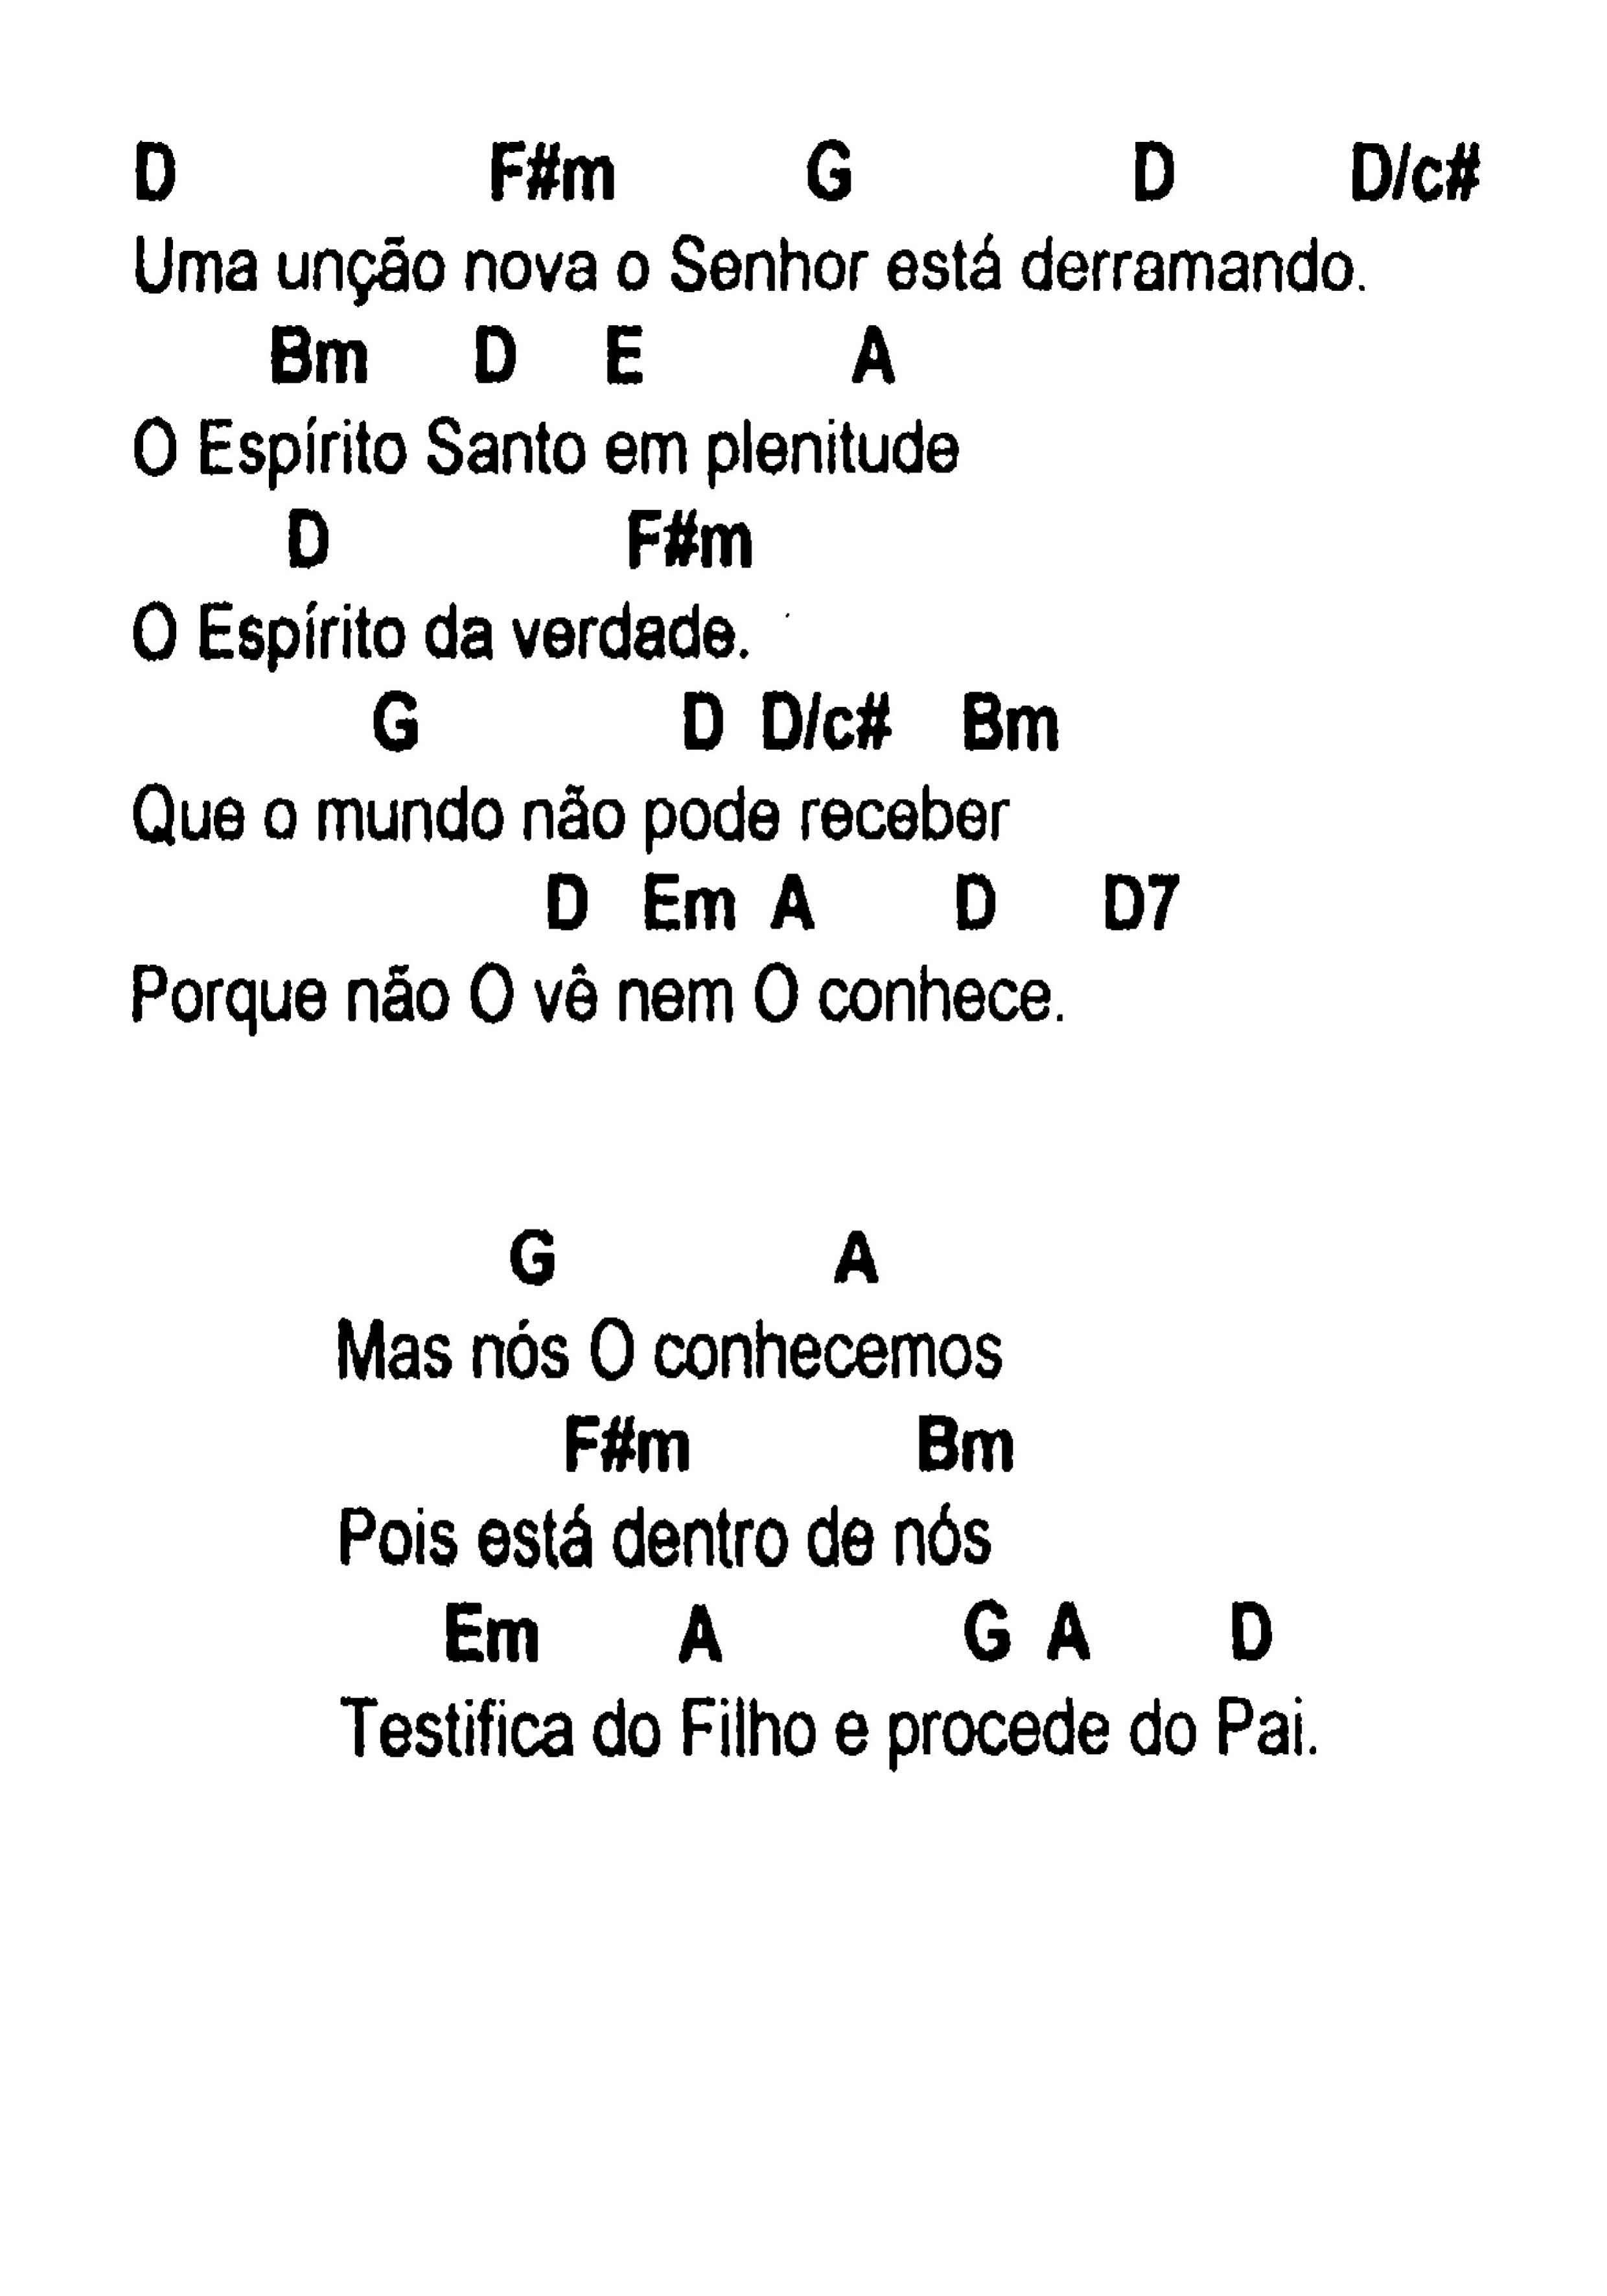 D F#m G D D/c#
Uma unção nova o Senhor está derramando.
Bm D E A
O Espírito Santo em plenitude
D F#m
O Espírito da verdade.
G D D/c# Bm
Que o mundo não pode receber
D Em A D D7
Porque não O vê nem O conhece.
G A
Mas nós O conhecemos
F#m Bm
Pois está dentro de nós
Em A G A D
Testifica do Filho e procede do Pai.